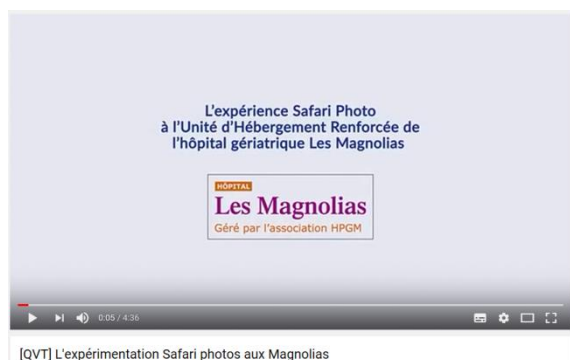 L'expérience Safari Photo
à l'Unité d'Hébergement Renforcée de
l'hôpital gériatrique Les Magnolias
HÔPITAL
Les Magnolias
Géré par l'association HPGM
0:05 / 4:36
[QVT] L'expérimentation Safari photos aux Magnolias